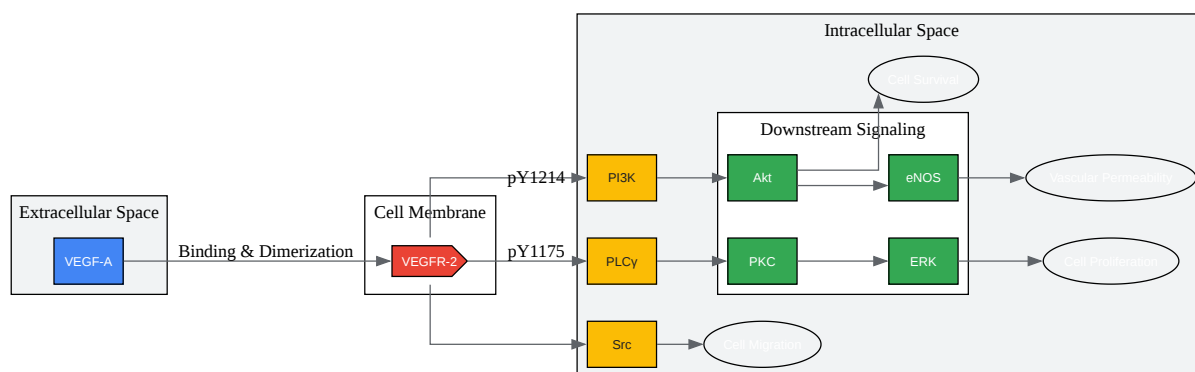 Intracellular Space
Cell Survival
Downstream Signaling
pY1214
PI3K
Akt
eNOS
Vascular Permeability
Extracellular Space
Cell Membrane
VEGF-A
Binding & Dimerization
VEGFR-2
pY1175
PLCγ
PKC
ERK
Cell Proliferation
Src
Cell Migration